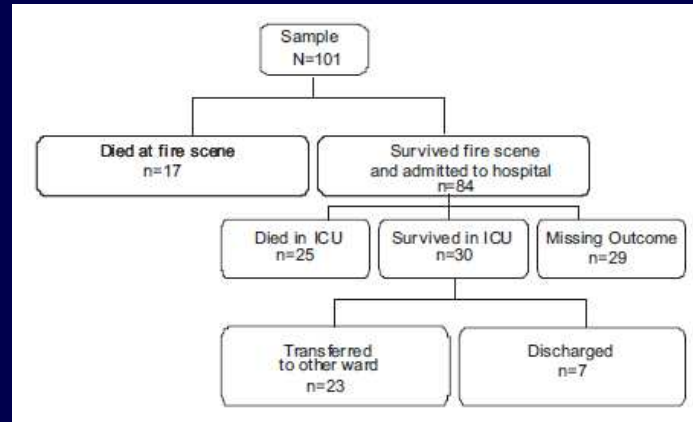 Sample
N=101
Died at fire scene
n=17
Survived fire scene
and admitted to hospital
n=84
Died in ICU
n=25
Survived in ICU
n=30
Missing Outcome
n=29
Transferred
to other ward
n=23
Discharged
n=7